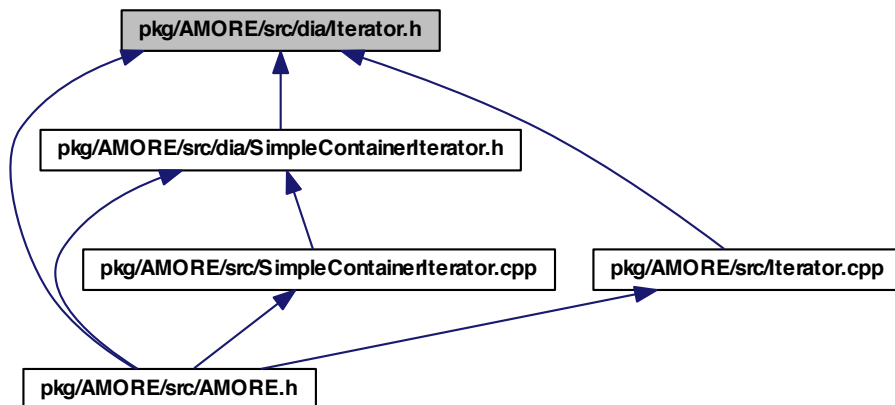 pkg/AMORE/src/dia/Iterator.h
pkg/AMORE/src/dia/SimpleContainerIterator.h
pkg/AMORE/src/SimpleContainerIterator.cpp
pkg/AMORE/src/Iterator.cpp
pkg/AMORE/src/AMORE.h